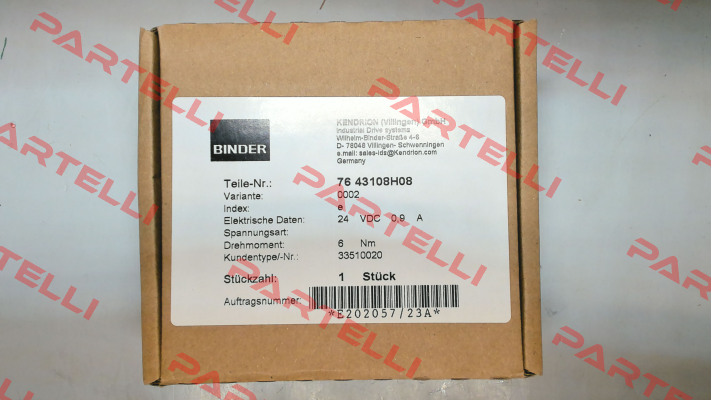 BINDER
KENDRION (Villingen) GmbH
Industrial Drive systems
Wilhelm-Binder-Straße 4-6
D- 78048 Villingen- Schwenningen
e.mail: sales-ids@Kendrion.com
Germany
Teile-Nr.: 76 43108H08
Variante: 0002
Index: e
Elektrische Daten: 24 VDC 0.9 A
Spannungsart:
Drehmoment: 6 Nm
Kundentype/-Nr.: 33510020
Stückzahl: 1 Stück
Auftragsnummer:
*E202057/23A*
PARTELLI
PARTELLI
PARTELLI
PARTELLI
PARTELLI
PARTELLI